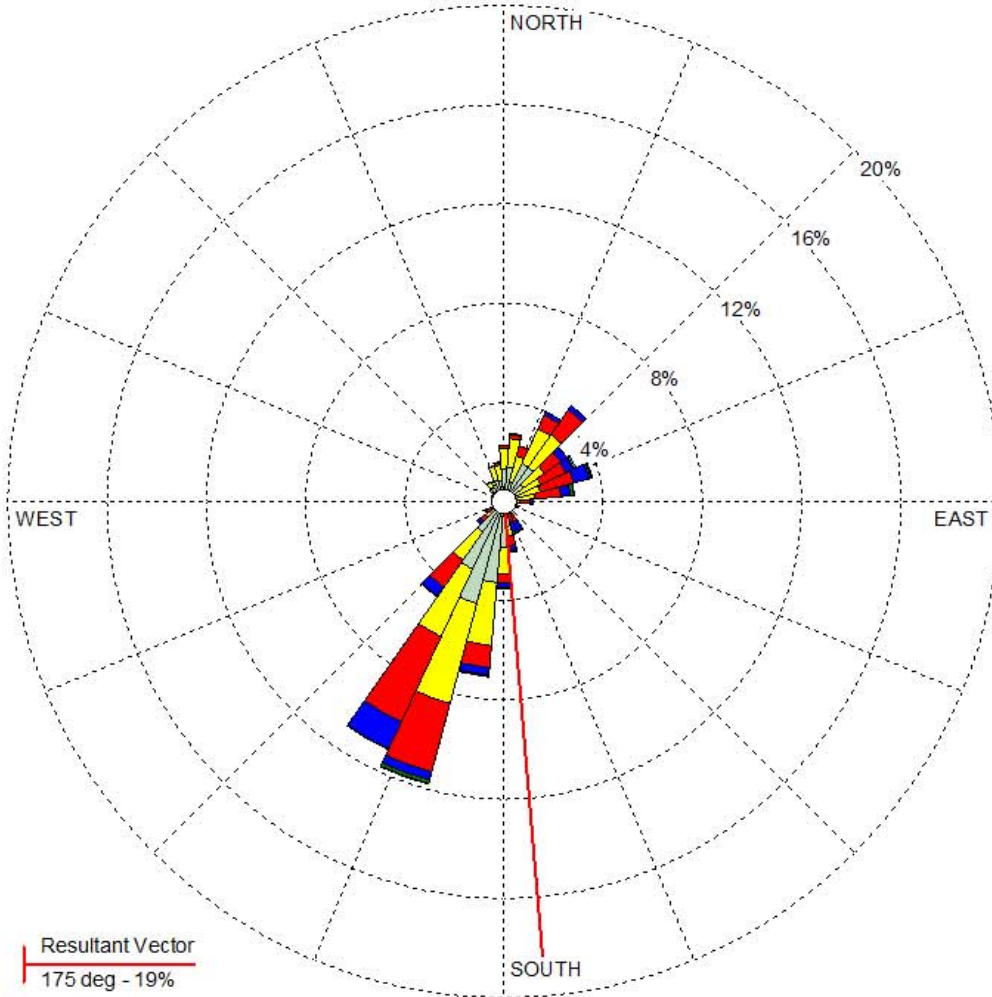 NORTH
20%
16%
12%
8%
4%
WEST
EAST
Resultant Vector
175 deg - 19%
SOUTH